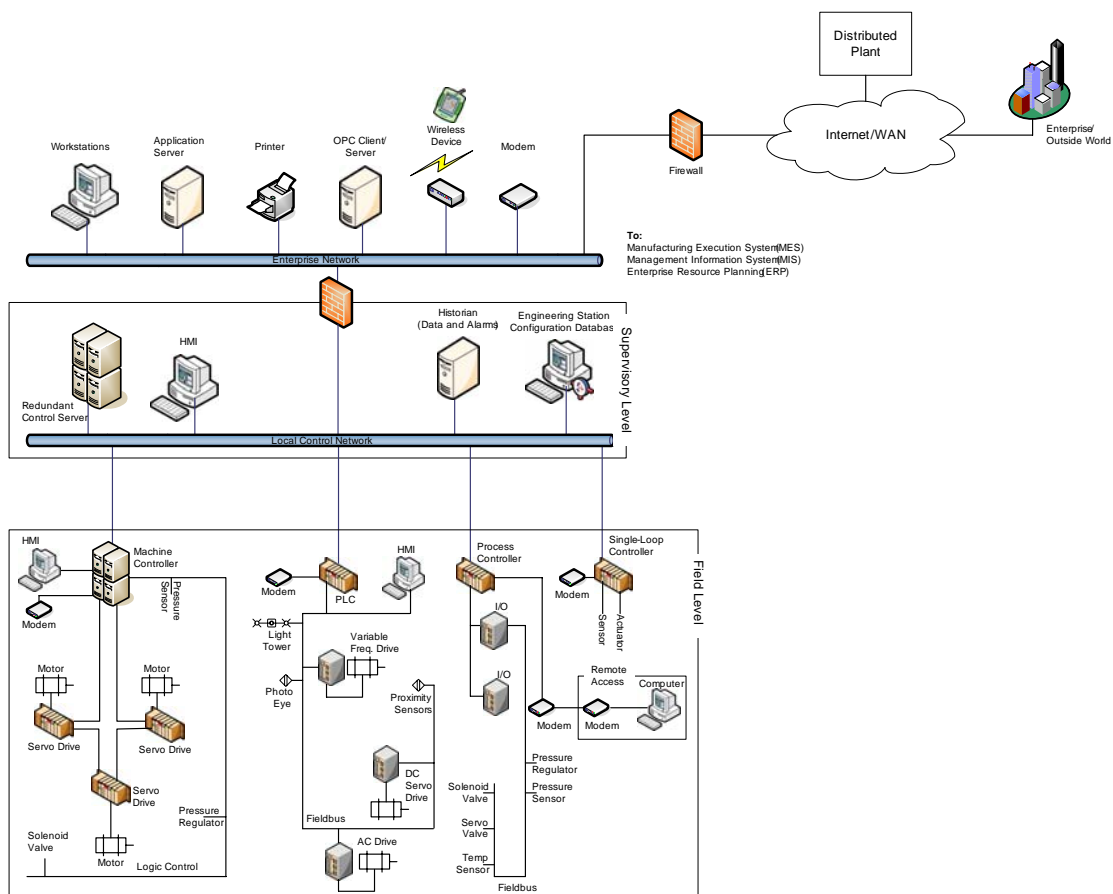 Distributed
Plant
Internet/WAN
Enterprise/
Outside World
Firewall
Workstations
Application
Server
Printer
OPC Client/
Server
Wireless
Device
Modem
Enterprise Network
To:
Manufacturing Execution System(MES)
Management Information System(MIS)
Enterprise Resource Planning(ERP)
Supervisory Level
Redundant
Control Server
HMI
Historian
(Data and Alarms)
Engineering Station
Configuration Databas
Local Control Network
Field Level
HMI
Machine
Controller
Modem
Pressure
Sensor
Motor
Motor
Servo Drive
Servo Drive
Servo
Drive
Motor
Pressure
Regulator
Solenoid
Valve
Logic Control
Modem
PLC
HMI
Light
Tower
Photo
Eye
Variable
Freq. Drive
Proximity
Sensors
DC
Servo
Drive
Fieldbus
AC Drive
Process
Controller
I/O
I/O
Modem
Remote
Access
Modem
Computer
Single-Loop
Controller
Modem
Sensor
Actuator
Pressure
Regulator
Pressure
Sensor
Solenoid
Valve
Servo
Valve
Temp
Sensor
Fieldbus